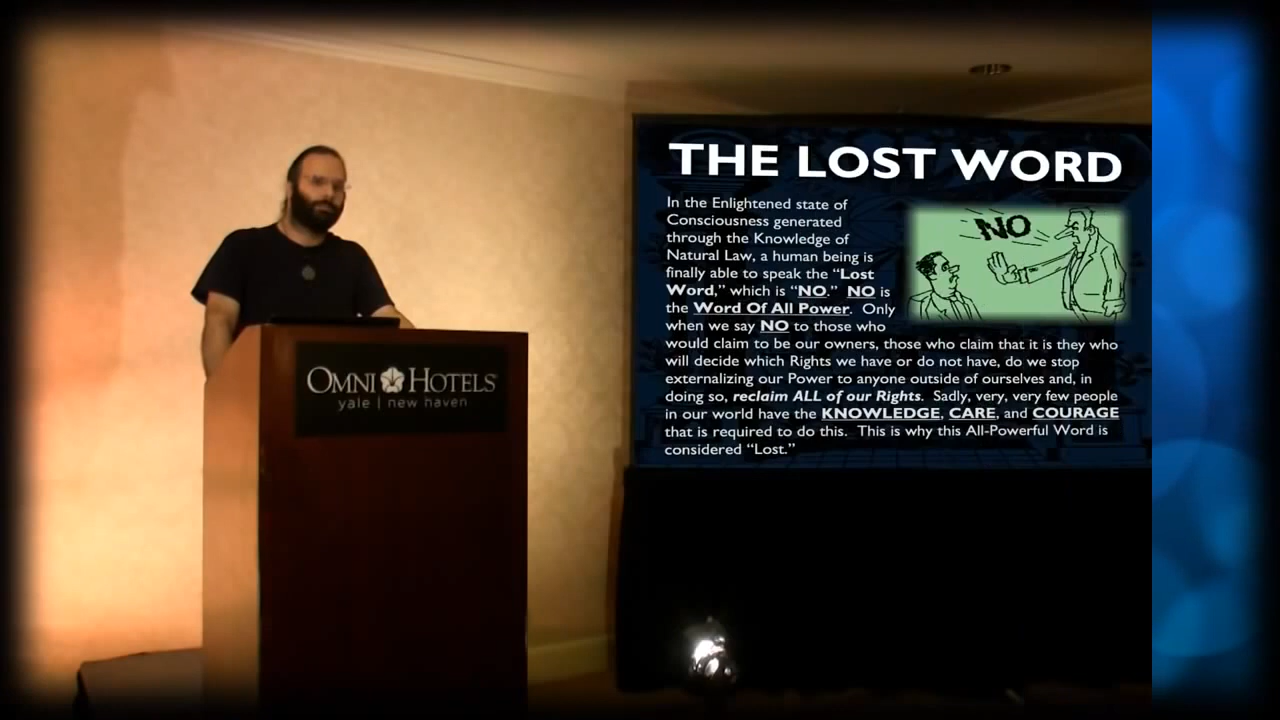 THE LOST WORD
In the Enlightened state of
Consciousness generated
through the Knowledge of
Natural Law, a human being is
finally able to speak the “Lost
Word,” which is “NO.” NO is
the Word Of All Power. Only
when we say NO to those who
would claim to be our owners, those who claim that it is they who
will decide which Rights we have or do not have, do we stop
externalizing our Power to anyone outside of ourselves and, in
doing so, reclaim ALL of our Rights. Sadly, very, very few people
in our world have the KNOWLEDGE, CARE, and COURAGE
that is required to do this. This is why this All-Powerful Word is
considered “Lost.”
NO
OMNI HOTELS
yale | new haven